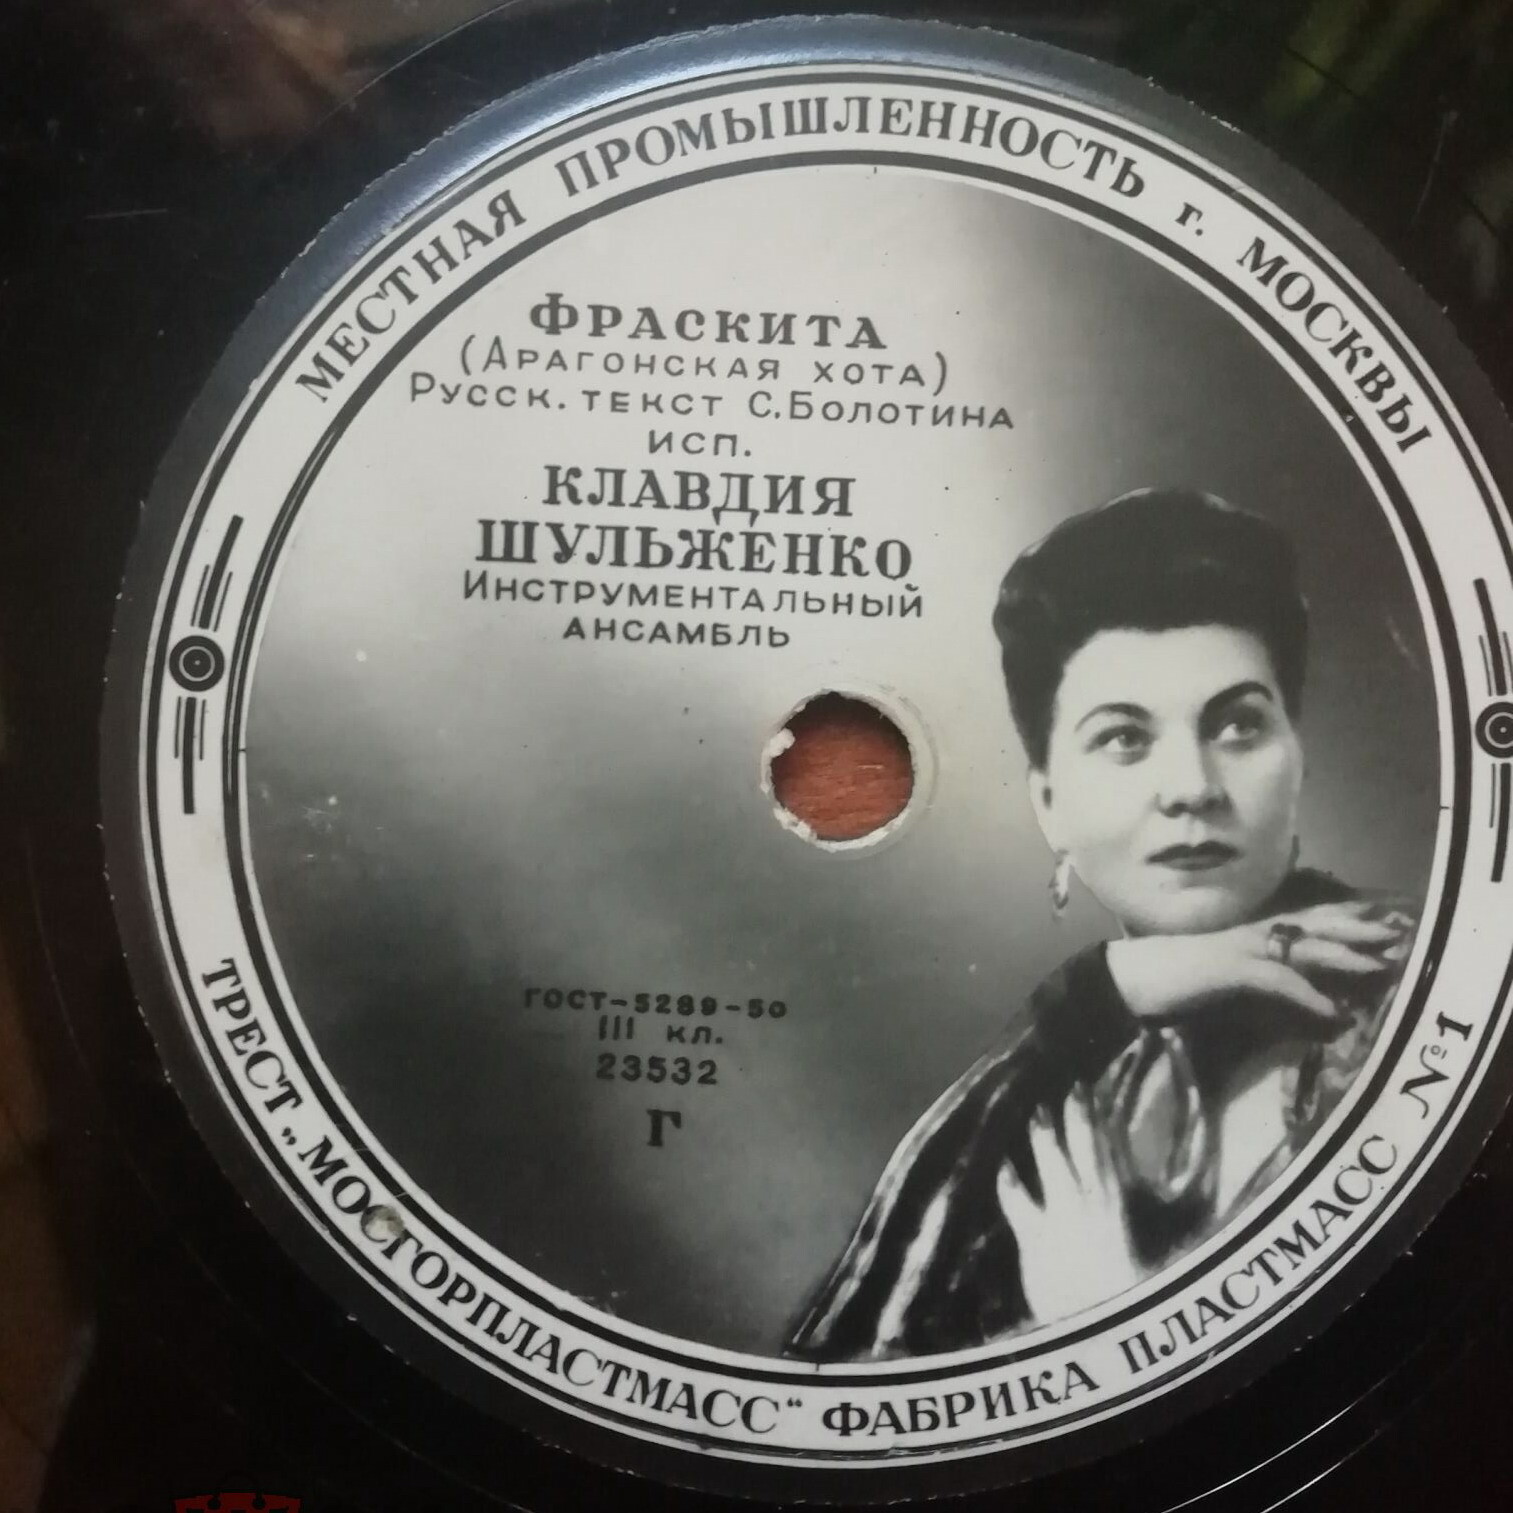 МЕСТНАЯ ПРОМЫШЛЕННОСТЬ г. МОСКВЫ
ФРАСКИТА
(АРАГОНСКАЯ ХОТА)
РУССК. ТЕКСТ С.БОЛОТИНА
ИСП.
КЛАВДИЯ
ШУЛЬЖЕНКО
ИНСТРУМЕНТАЛЬНЫЙ
АНСАМБЛЬ
ГОСТ-5289-50
III КЛ.
23532
Г
ТРЕСТ „МОСГОРПЛАСТМАСС“ ФАБРИКА ПЛАСТМАСС №1